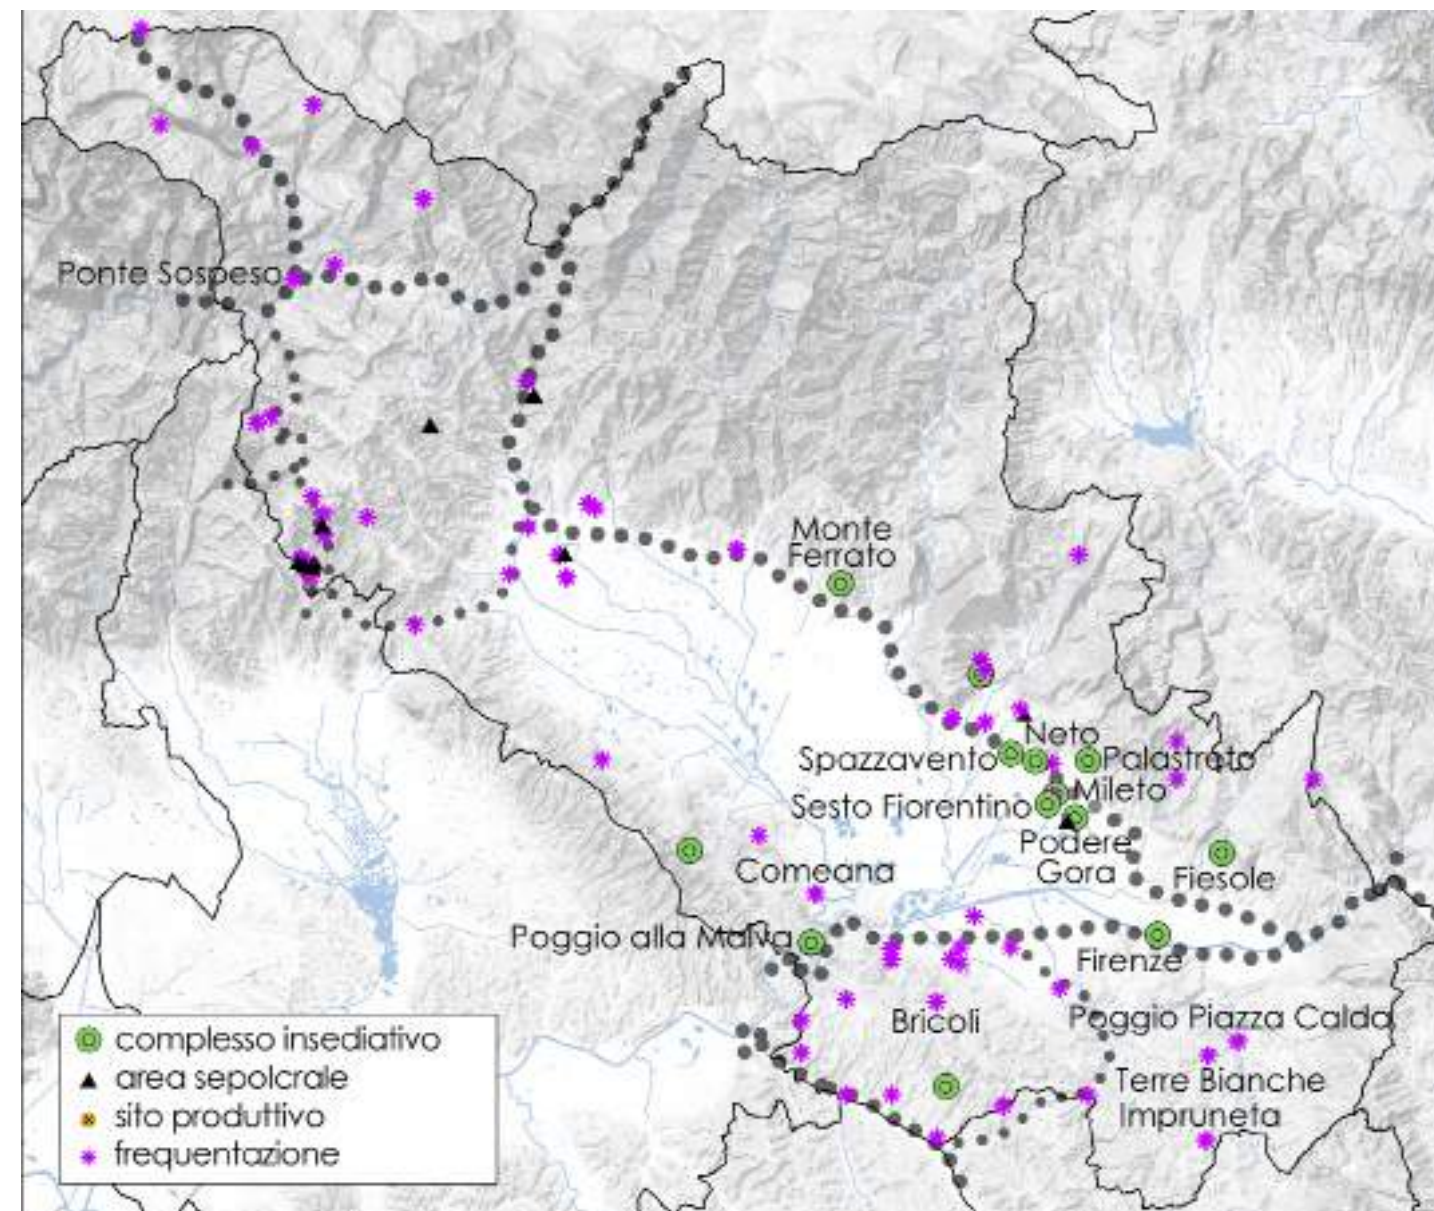 Ponte Sospeso
Monte
Ferrato
Neto
Spazzavento
Palastreto
Mileto
Sesto Fiorentino
Podere
Gora
Comeana
Fiesole
Poggio alla Malva
Firenze
Bricoli
Poggio Piazza Calda
Terre Bianche
Impruneta
complesso insediativo
area sepolcrale
sito produttivo
frequentazione